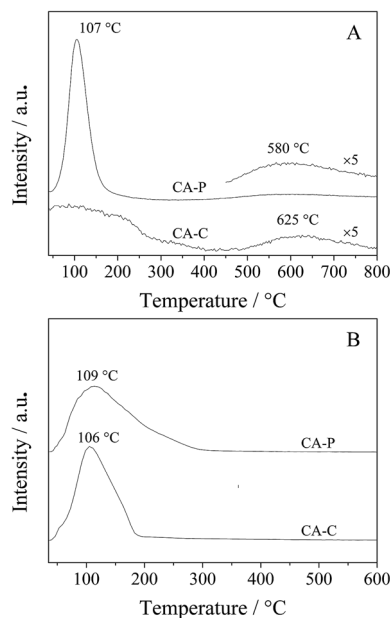 A
107 °C
580 °C
×5
CA-P
625 °C
CA-C
×5
Intensity / a.u.
100 200 300 400 500 600 700 800
Temperature / °C
B
109 °C
106 °C
CA-P
CA-C
Intensity / a.u.
100 200 300 400 500 600
Temperature / °C